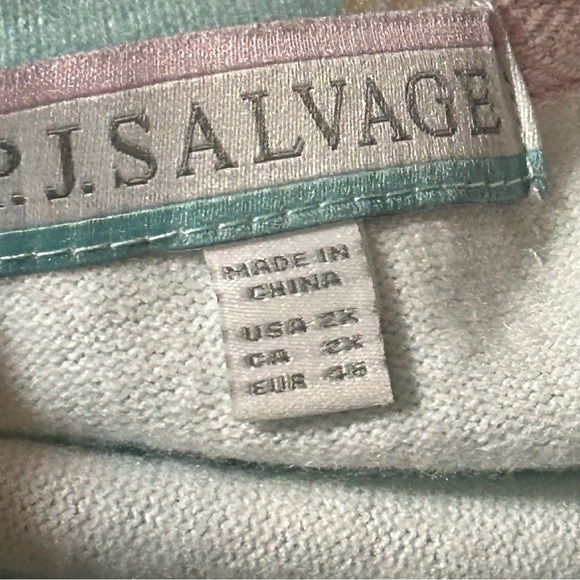 P.J.SALVAGE
MADE IN
CHINA
USA 2X
CA 2X
EUR 46